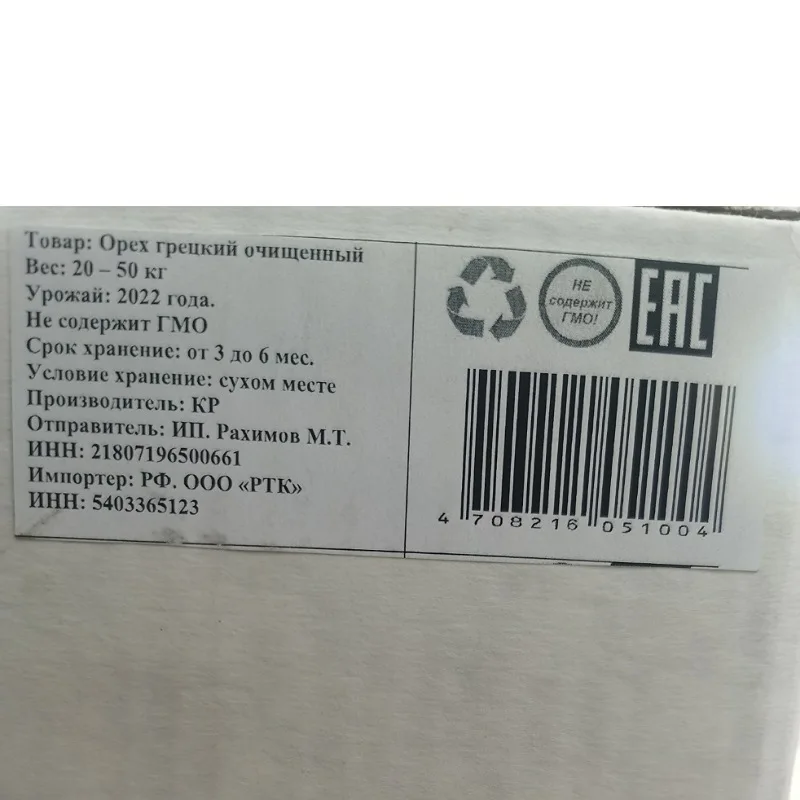 Товар: Орех грецкий очищенный
Вес: 20 – 50 кг
Урожай: 2022 года.
Не содержит ГМО
Срок хранение: от 3 до 6 мес.
Условие хранение: сухом месте
Производитель: КР
Отправитель: ИП. Рахимов М.Т.
ИНН: 21807196500661
Импортер: РФ. ООО «РТК»
ИНН: 5403365123
НЕ
содержит
ГМО!
ЕАС
4 708216 051004